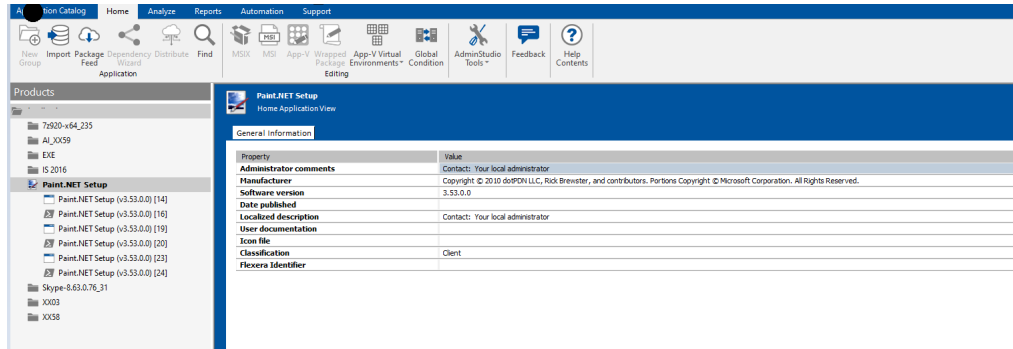 Application Catalog Home Analyze Reports Automation Support
New Group Import Package Feed Dependency Wizard Distribute Find MSIX MSI App-V Wrapped Package App-V Virtual Environments Global Condition AdminStudio Tools Feedback Help Contents
Application Editing
Products
Paint.NET Setup
Home Application View
General Information
7z920-x64_235
AI_XX59
EXE
IS 2016
Paint.NET Setup
Paint.NET Setup (v3.53.0.0) [14]
Paint.NET Setup (v3.53.0.0) [16]
Paint.NET Setup (v3.53.0.0) [19]
Paint.NET Setup (v3.53.0.0) [20]
Paint.NET Setup (v3.53.0.0) [23]
Paint.NET Setup (v3.53.0.0) [24]
Skype-8.63.0.76_31
XX03
XX58
Property Value
Administrator comments Contact: Your local administrator
Manufacturer Copyright © 2010 dotPDN LLC, Rick Brewster, and contributors. Portions Copyright © Microsoft Corporation. All Rights Reserved.
Software version 3.53.0.0
Date published
Localized description Contact: Your local administrator
User documentation
Icon file
Classification Client
Flexera Identifier